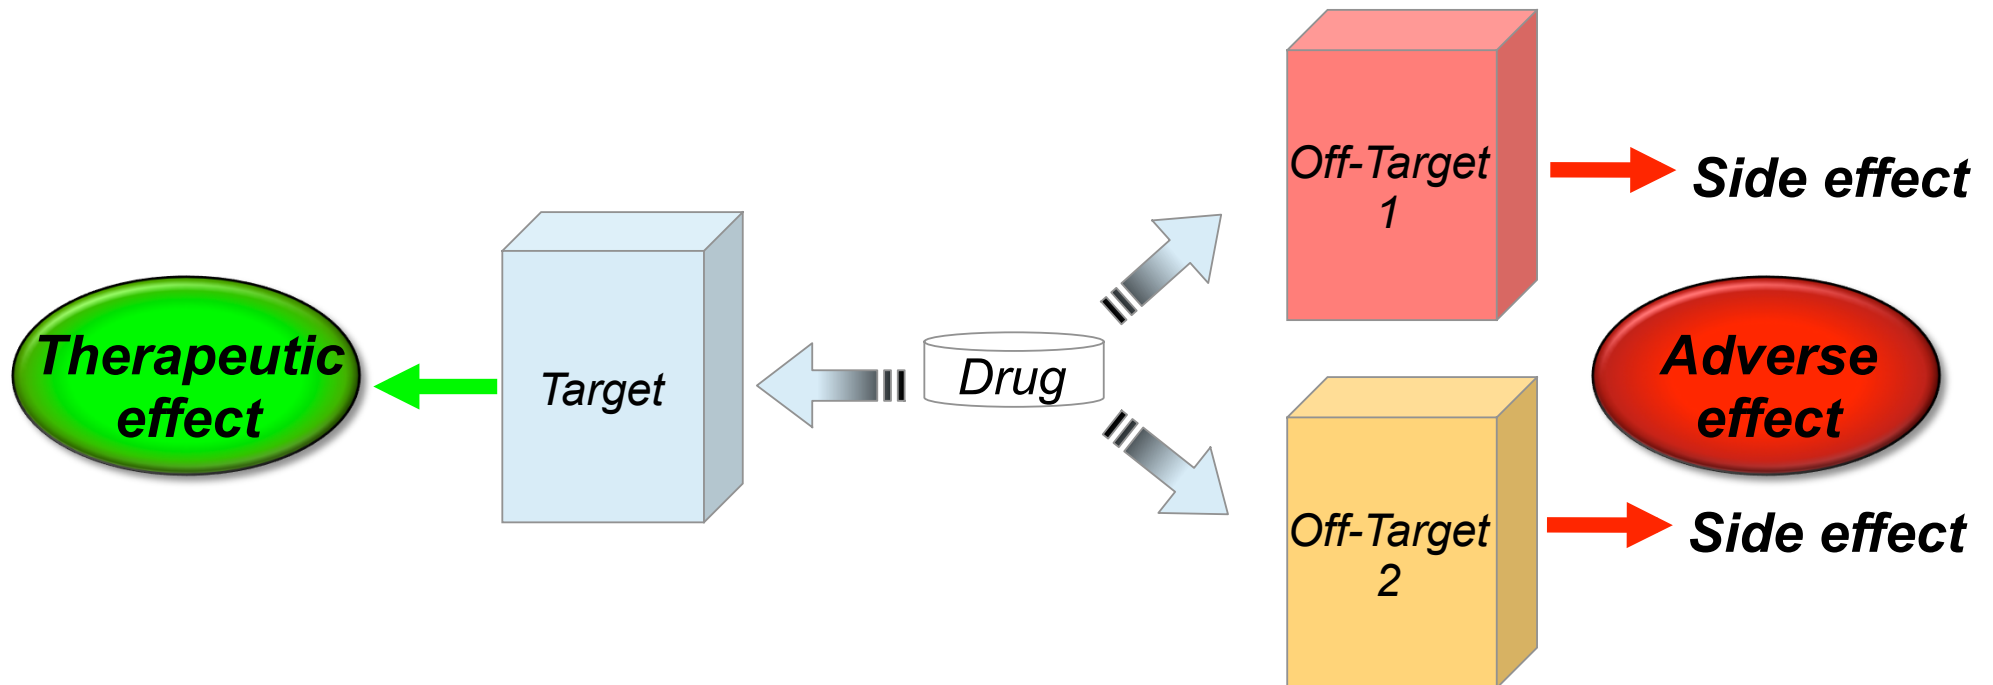 Therapeutic
effect
Target
Drug
Off-Target
1
Side effect
Adverse
effect
Off-Target
2
Side effect